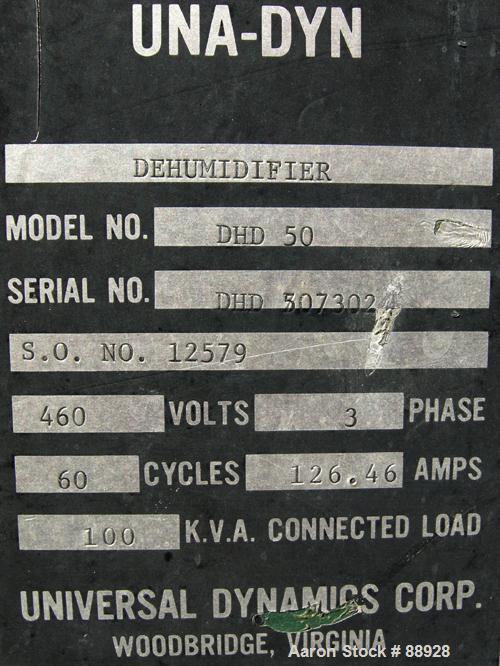 UNA-DYN
DEHUMIDIFIER
MODEL NO. DHD 50
SERIAL NO. DHD 307302
S.O. NO. 12579
460 VOLTS 3 PHASE
60 CYCLES 126.46 AMPS
100 K.V.A. CONNECTED LOAD
UNIVERSAL DYNAMICS CORP.
WOODBRIDGE, VIRGINIA
Aaron Stock # 88928